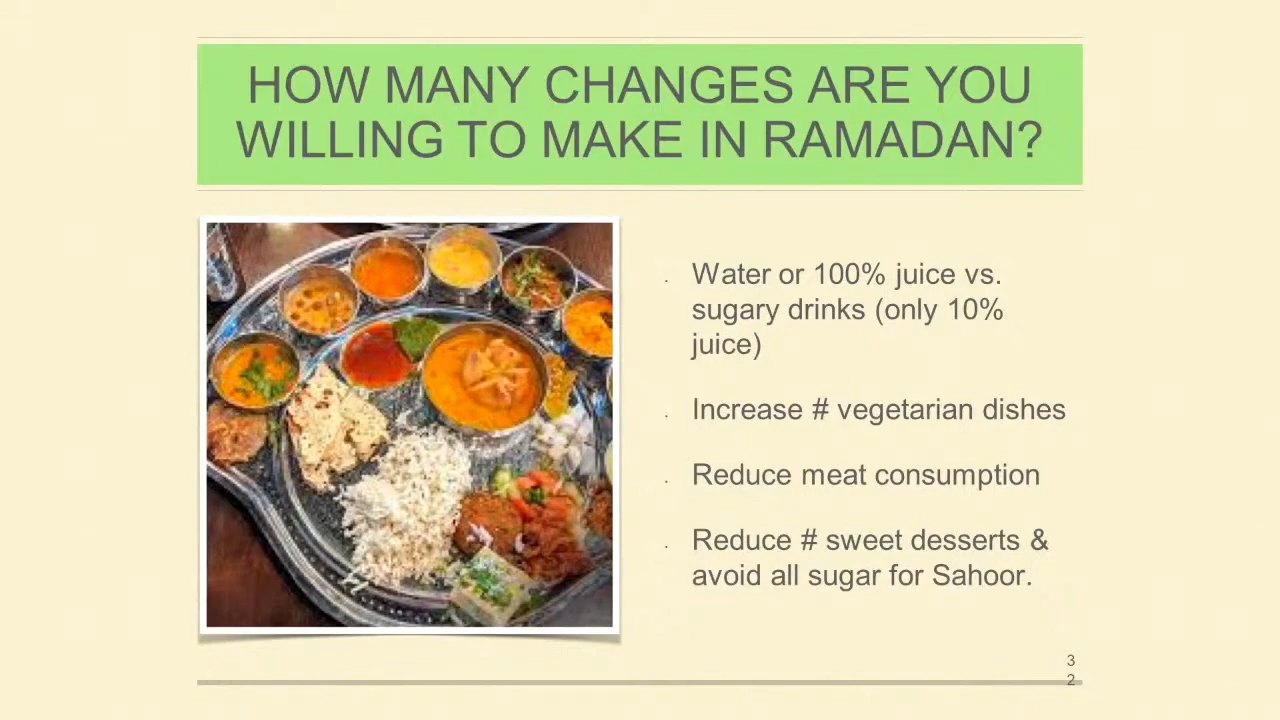 HOW MANY CHANGES ARE YOU
WILLING TO MAKE IN RAMADAN?
Water or 100% juice vs.
sugary drinks (only 10%
juice)
Increase # vegetarian dishes
Reduce meat consumption
Reduce # sweet desserts &
avoid all sugar for Sahoor.
3
2